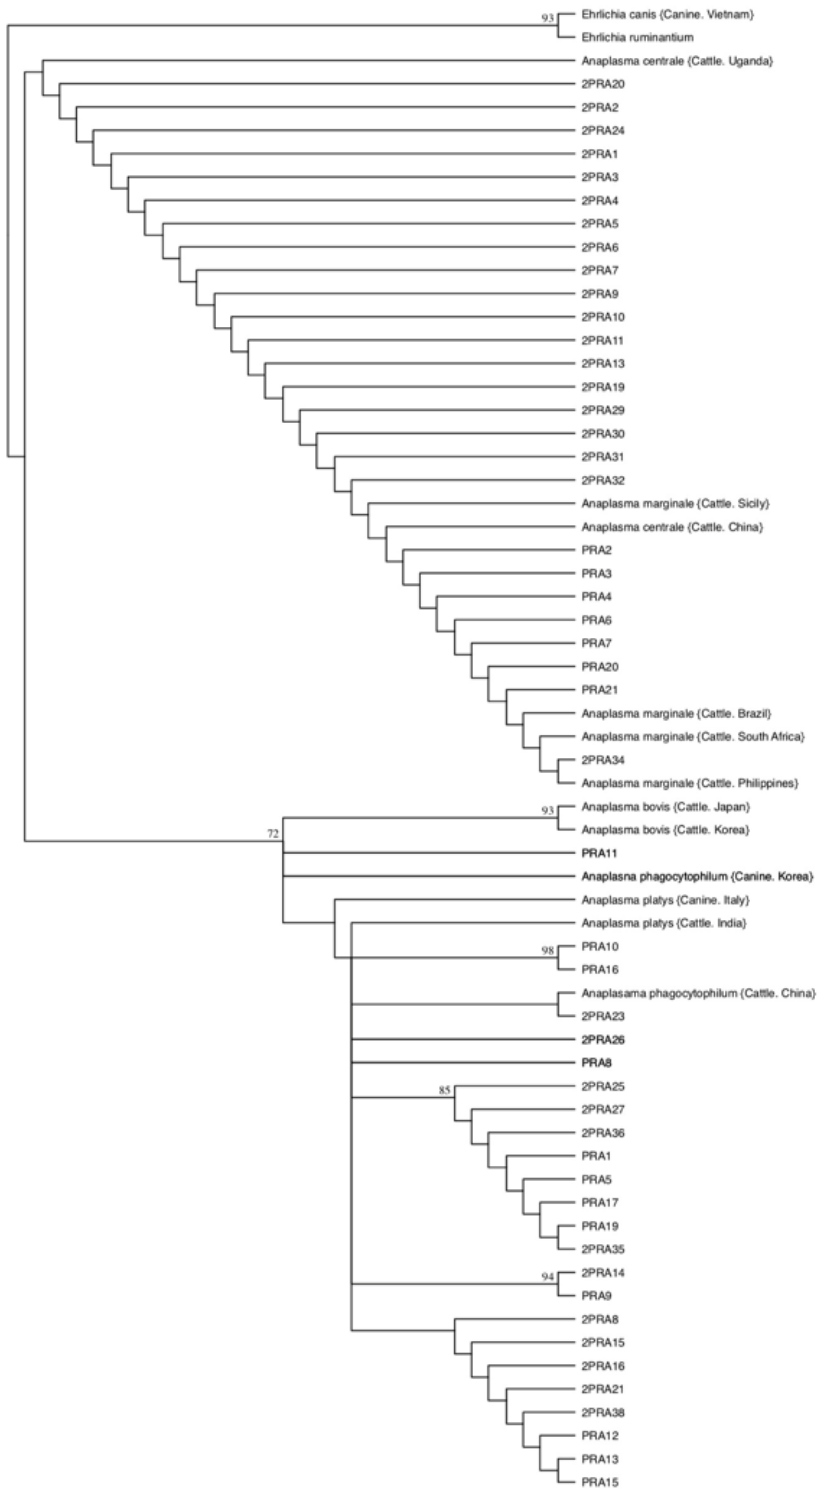 93
Ehrlichia canis {Canine. Vietnam}
Ehrlichia ruminantium
Anaplasma centrale {Cattle. Uganda}
2PRA20
2PRA2
2PRA24
2PRA1
2PRA3
2PRA4
2PRA5
2PRA6
2PRA7
2PRA9
2PRA10
2PRA11
2PRA13
2PRA19
2PRA29
2PRA30
2PRA31
2PRA32
Anaplasma marginale {Cattle. Sicily}
Anaplasma centrale {Cattle. China}
PRA2
PRA3
PRA4
PRA6
PRA7
PRA20
PRA21
Anaplasma marginale {Cattle. Brazil}
Anaplasma marginale {Cattle. South Africa}
2PRA34
Anaplasma marginale {Cattle. Philippines}
93
Anaplasma bovis {Cattle. Japan}
72
Anaplasma bovis {Cattle. Korea}
PRA11
Anaplasna phagocytophilum {Canine. Korea}
Anaplasma platys {Canine. Italy}
Anaplasma platys {Cattle. India}
98
PRA10
PRA16
Anaplasama phagocytophilum {Cattle. China}
2PRA23
2PRA26
PRA8
85
2PRA25
2PRA27
2PRA36
PRA1
PRA5
PRA17
PRA19
2PRA35
94
2PRA14
PRA9
2PRA8
2PRA15
2PRA16
2PRA21
2PRA38
PRA12
PRA13
PRA15